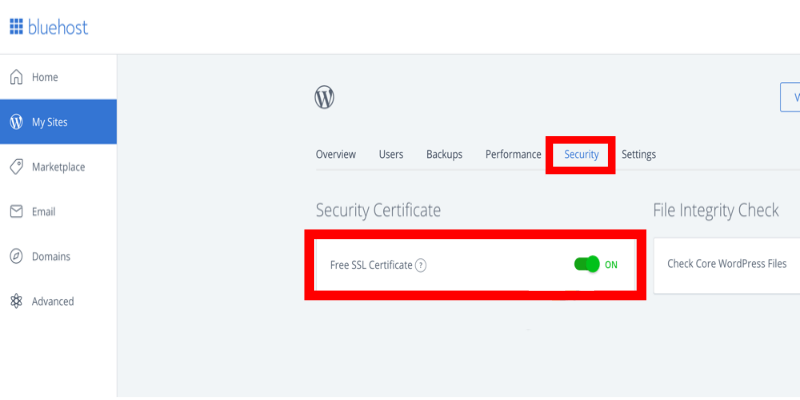 bluehost
Home
My Sites
Marketplace
Email
Domains
Advanced
Overview Users Backups Performance Security Settings
Security Certificate
Free SSL Certificate ?
ON
File Integrity Check
Check Core WordPress Files